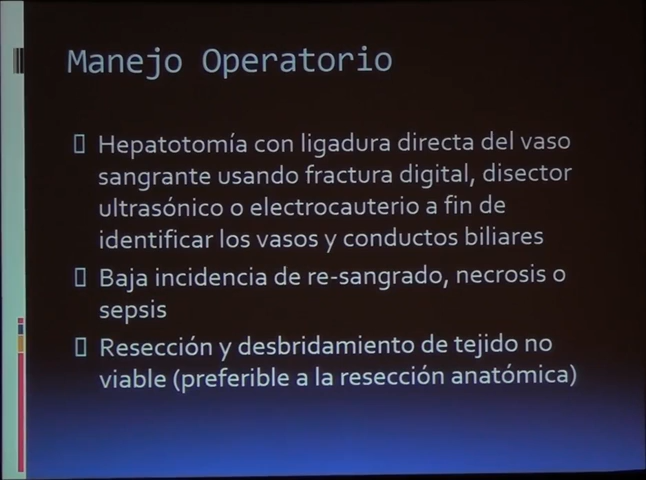 Manejo Operatorio
Hepatotomía con ligadura directa del vaso
sangrante usando fractura digital, disector
ultrasónico o electrocauterio a fin de
identificar los vasos y conductos biliares
Baja incidencia de re-sangrado, necrosis o
sepsis
Resección y desbridamiento de tejido no
viable (preferible a la resección anatómica)